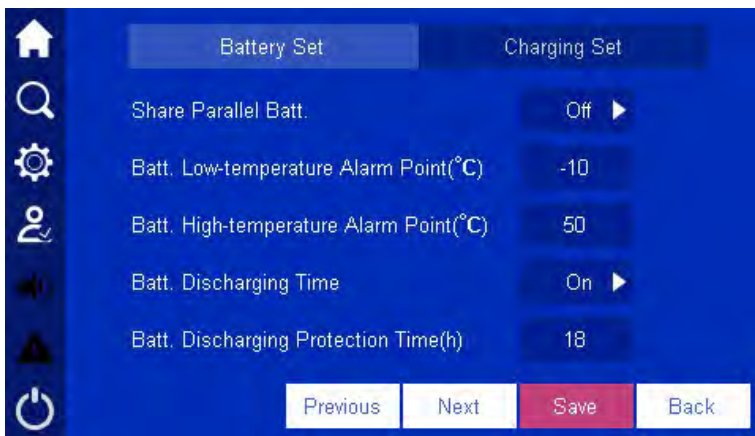 Battery Set Charging Set
Share Parallel Batt. Off
Batt. Low-temperature Alarm Point(°C) -10
Batt. High-temperature Alarm Point(°C) 50
Batt. Discharging Time On
Batt. Discharging Protection Time(h) 18
Previous Next Save Back